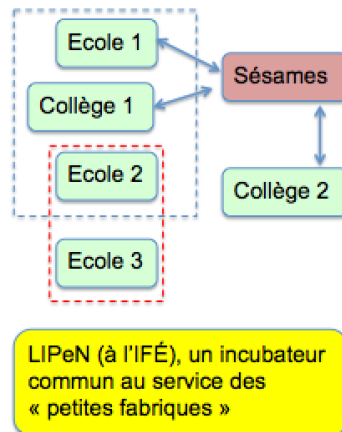 Ecole 1
Sésames
Collège 1
Ecole 2
Collège 2
Ecole 3
LIPeN (à l'IFÉ), un incubateur
commun au service des
« petites fabriques »